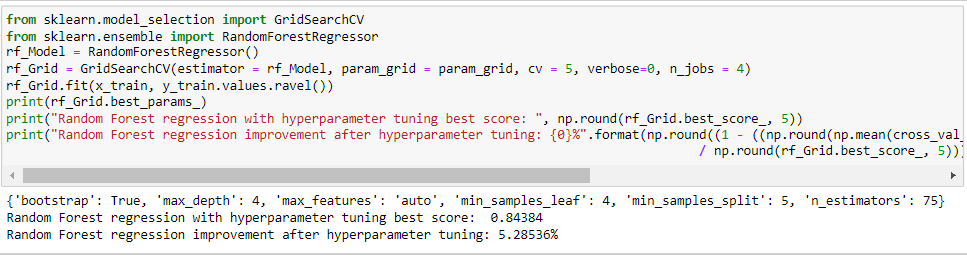 from sklearn.model_selection import GridSearchCV
from sklearn.ensemble import RandomForestRegressor
rf_Model = RandomForestRegressor()
rf_Grid = GridSearchCV(estimator = rf_Model, param_grid = param_grid, cv = 5, verbose=0, n_jobs = 4)
rf_Grid.fit(x_train, y_train.values.ravel())
print(rf_Grid.best_params_)
print("Random Forest regression with hyperparameter tuning best score: ", np.round(rf_Grid.best_score_, 5))
print("Random Forest regression improvement after hyperparameter tuning: {0}%".format(np.round((1 - ((np.round(np.mean(cross_val_
/ np.round(rf_Grid.best_score_, 5)))
{'bootstrap': True, 'max_depth': 4, 'max_features': 'auto', 'min_samples_leaf': 4, 'min_samples_split': 5, 'n_estimators': 75}
Random Forest regression with hyperparameter tuning best score:  0.84384
Random Forest regression improvement after hyperparameter tuning: 5.28536%